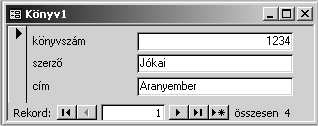 Könyv1
könyvszám 1234
szerző Jókai
cím Aranyember
Rekord: 1 összesen 4